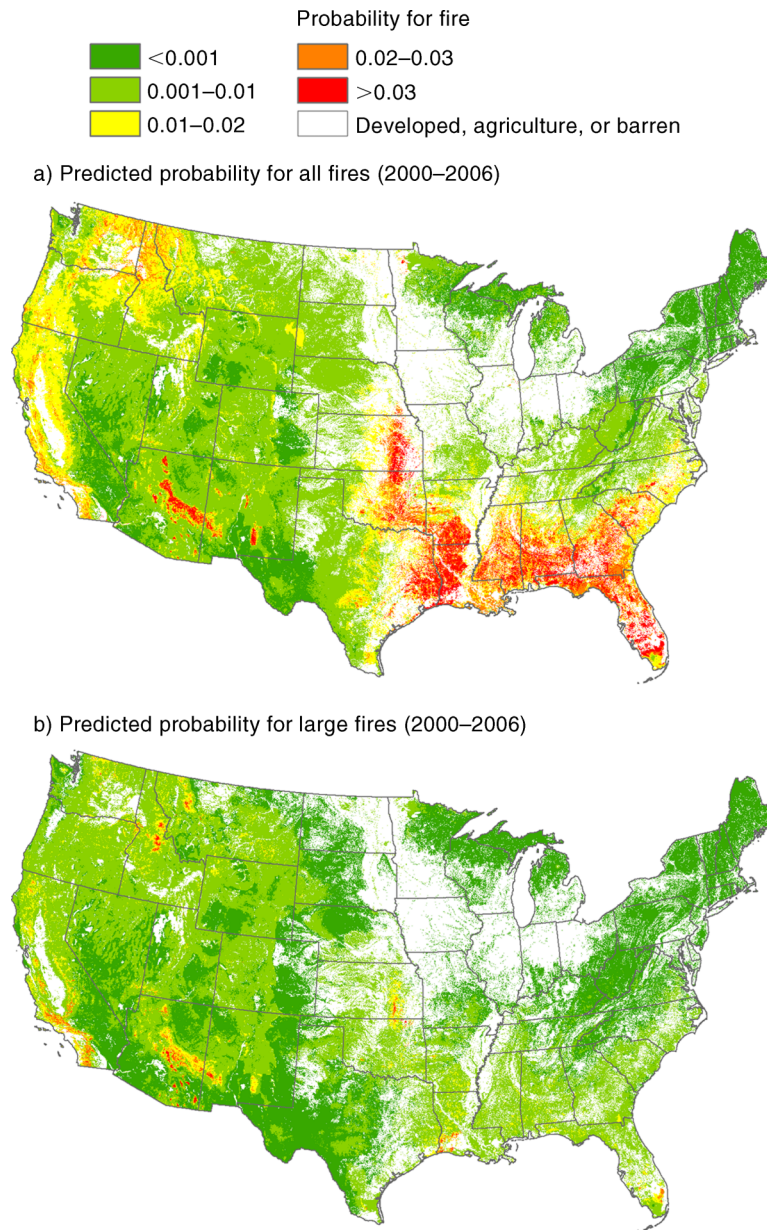 Probability for fire
<0.001
0.001–0.01
0.01–0.02
0.02–0.03
>0.03
Developed, agriculture, or barren
a) Predicted probability for all fires (2000–2006)
b) Predicted probability for large fires (2000–2006)